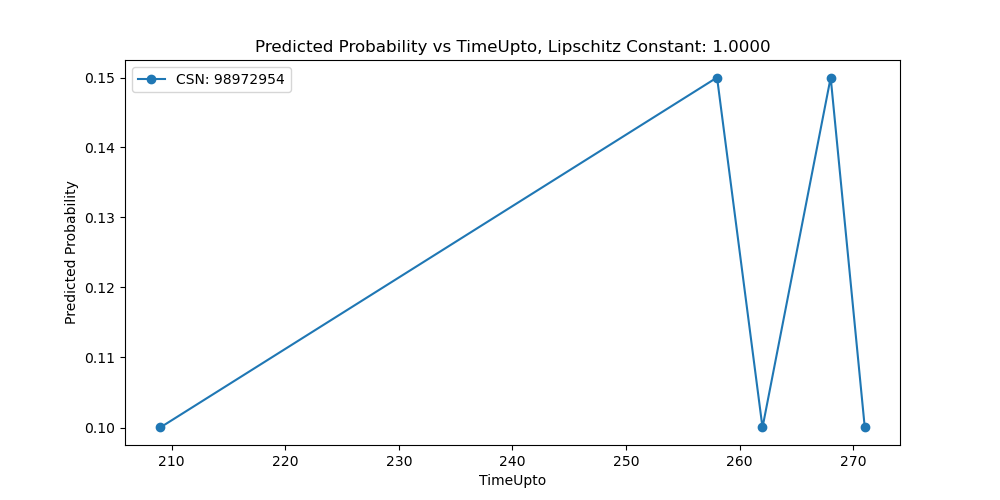 Predicted Probability vs TimeUpto, Lipschitz Constant: 1.0000
CSN: 98972954
Predicted Probability
0.15
0.14
0.13
0.12
0.11
0.10
210 220 230 240 250 260 270
TimeUpto